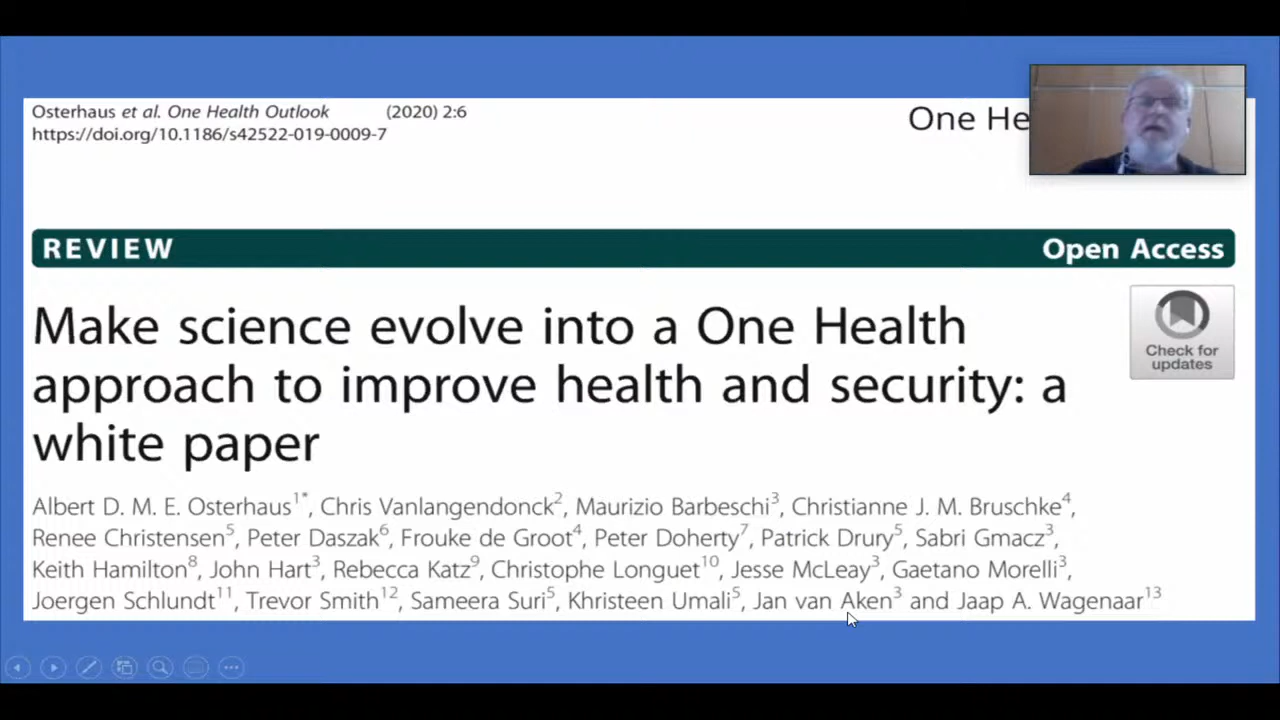 Osterhaus et al. One Health Outlook (2020) 2:6
https://doi.org/10.1186/s42522-019-0009-7
One He
REVIEW
Open Access
Make science evolve into a One Health
approach to improve health and security: a
white paper
Check for
updates
Albert D. M. E. Osterhaus1*, Chris Vanlangendonck2, Maurizio Barbeschi3, Christianne J. M. Bruschke4,
Renee Christensen5, Peter Daszak6, Frouke de Groot4, Peter Doherty7, Patrick Drury5, Sabri Gmacz3,
Keith Hamilton8, John Hart3, Rebecca Katz9, Christophe Longuet10, Jesse McLeay3, Gaetano Morelli3,
Joergen Schlundt11, Trevor Smith12, Sameera Suri5, Khristeen Umali5, Jan van Aken3 and Jaap A. Wagenaar13